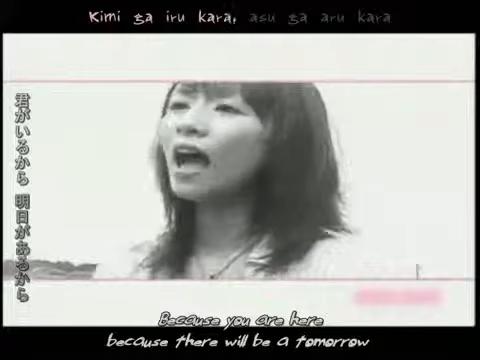 Kimi ga iru kara, asu ga aru kara
君がいるから 明日があるから
Because you are here
because there will be a tomorrow